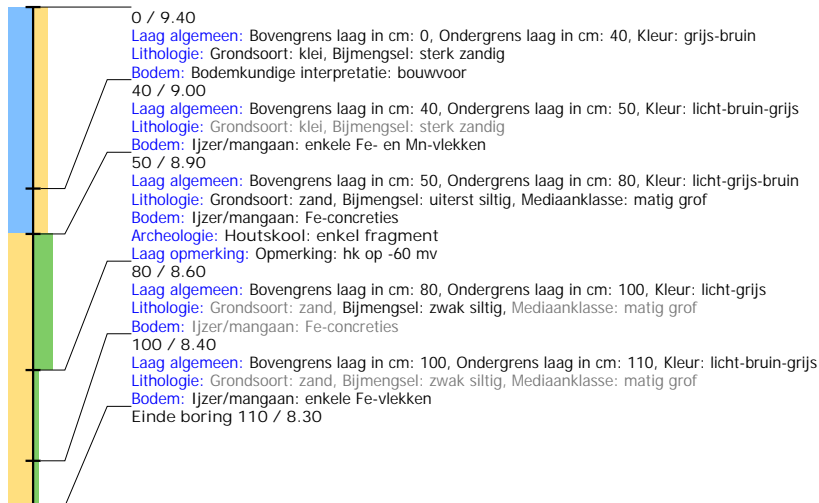 0 / 9.40
Laag algemeen: Bovengrens laag in cm: 0, Ondergrens laag in cm: 40, Kleur: grijs-bruin
Lithologie: Grondsoort: klei, Bijmengsel: sterk zandig
Bodem: Bodemkundige interpretatie: bouwvoor
40 / 9.00
Laag algemeen: Bovengrens laag in cm: 40, Ondergrens laag in cm: 50, Kleur: licht-bruin-grijs
Lithologie: Grondsoort: klei, Bijmengsel: sterk zandig
Bodem: Ijzer/mangaan: enkele Fe- en Mn-vlekken
50 / 8.90
Laag algemeen: Bovengrens laag in cm: 50, Ondergrens laag in cm: 80, Kleur: licht-grijs-bruin
Lithologie: Grondsoort: zand, Bijmengsel: uiterst siltig, Mediaanklasse: matig grof
Bodem: Ijzer/mangaan: Fe-concreties
Archeologie: Houtskool: enkel fragment
Laag opmerking: Opmerking: hk op -60 mv
80 / 8.60
Laag algemeen: Bovengrens laag in cm: 80, Ondergrens laag in cm: 100, Kleur: licht-grijs
Lithologie: Grondsoort: zand, Bijmengsel: zwak siltig, Mediaanklasse: matig grof
Bodem: Ijzer/mangaan: Fe-concreties
100 / 8.40
Laag algemeen: Bovengrens laag in cm: 100, Ondergrens laag in cm: 110, Kleur: licht-bruin-grijs
Lithologie: Grondsoort: zand, Bijmengsel: zwak siltig, Mediaanklasse: matig grof
Bodem: Ijzer/mangaan: enkele Fe-vlekken
Einde boring 110 / 8.30